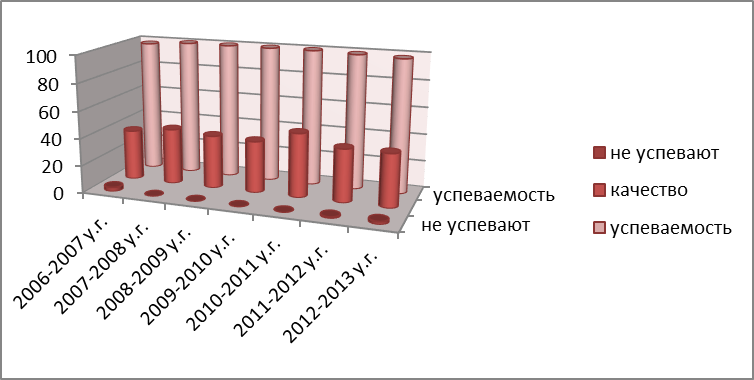 100
80
60
40
20
0
2006-2007 у.г.
2007-2008 у.г.
2008-2009 у.г.
2009-2010 у.г.
2010-2011 у.г.
2011-2012 у.г.
2012-2013 у.г.
успеваемость
не успевают
не успевают
качество
успеваемость